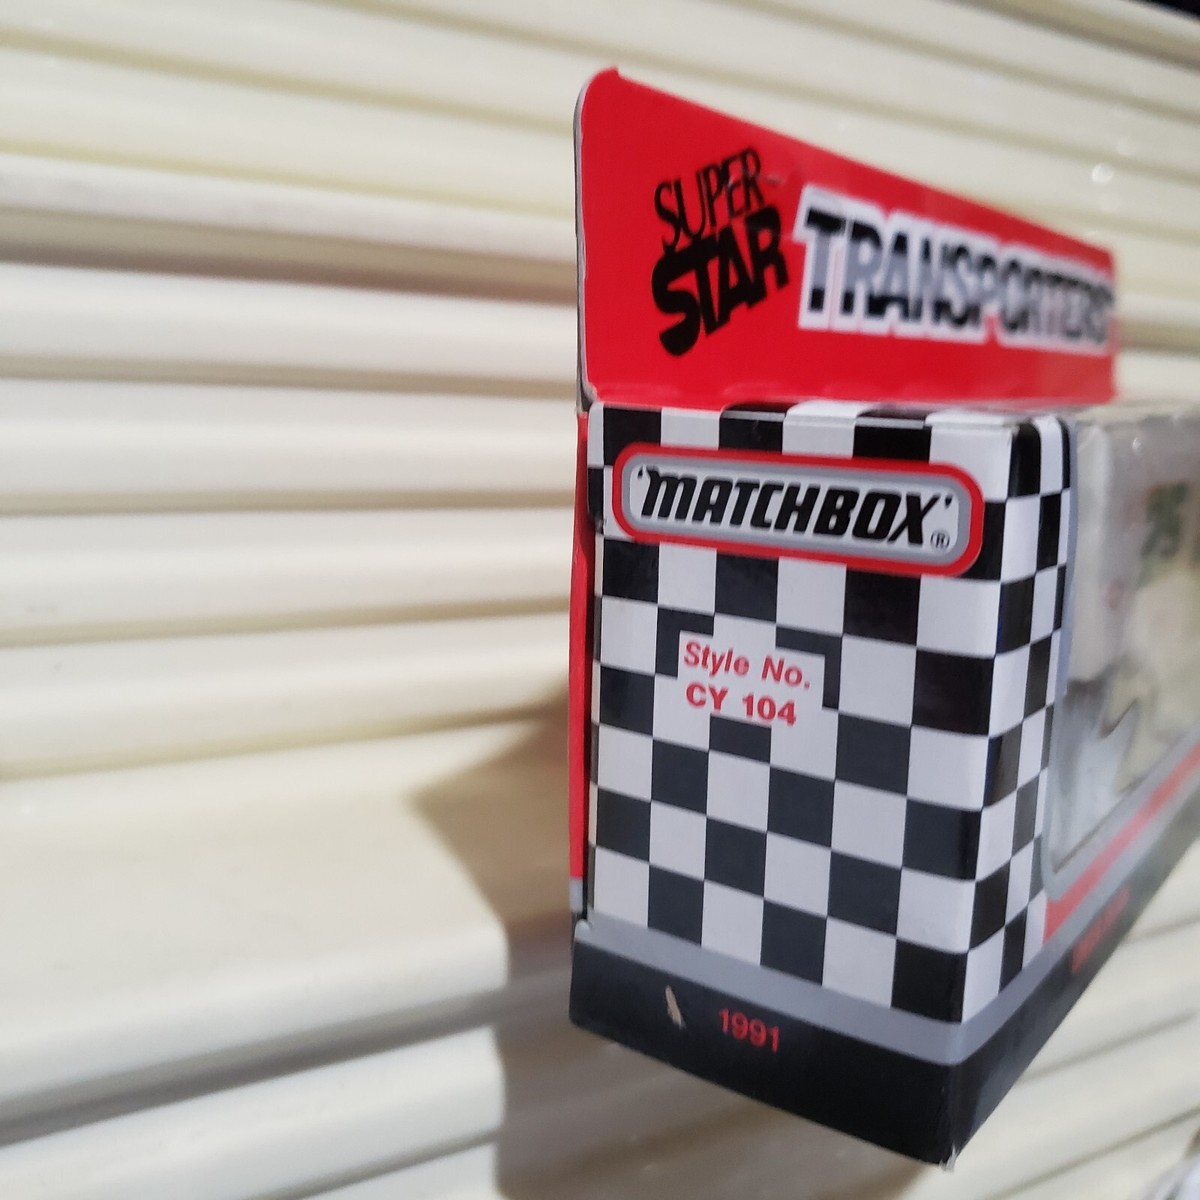 SUPER
STAR
TRANSPORTERS
'MATCHBOX'®
Style No.
CY 104
1991